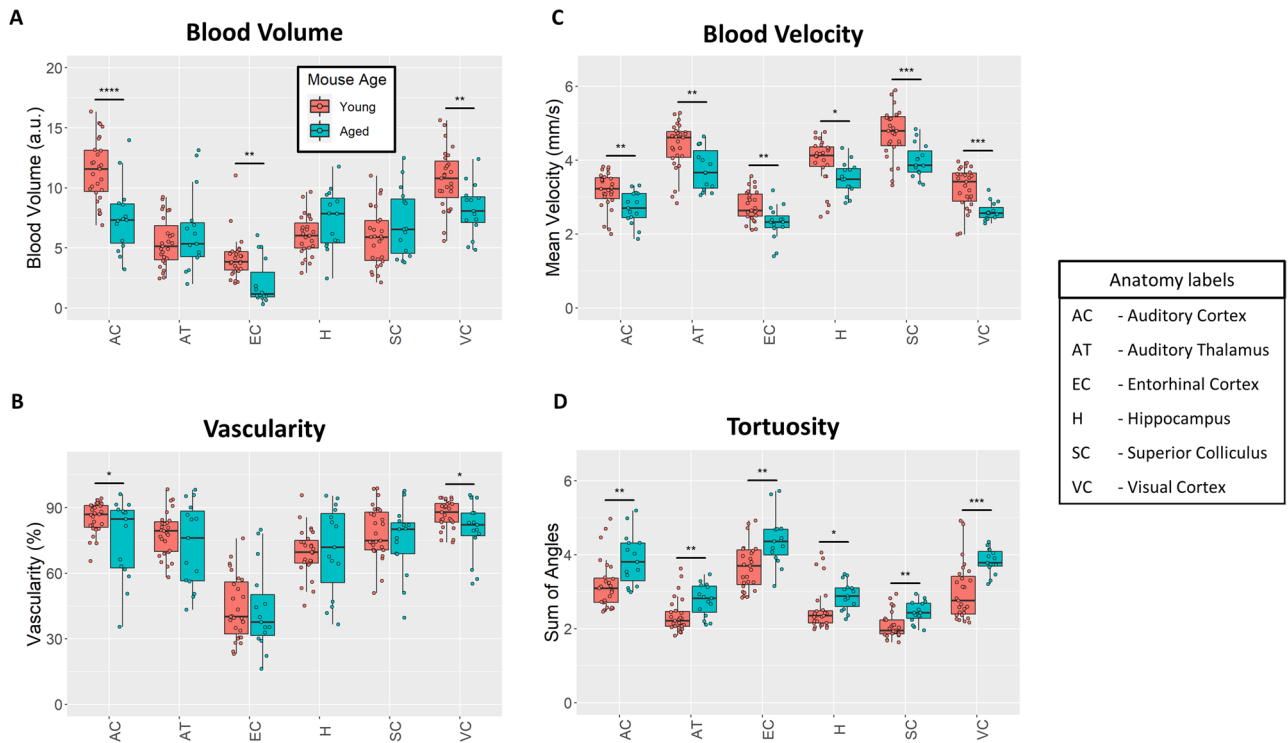 A
Blood Volume
Blood Volume (a.u.)
20
15
10
5
0
Mouse Age
Young
Aged
****
**
**
AC
AT
EC
H
SC
VC
B
Vascularity
Vascularity (%)
90
60
30
0
*
*
AC
AT
EC
H
SC
VC
C
Blood Velocity
Mean Velocity (mm/s)
6
4
2
0
**
**
**
*
***
***
AC
AT
EC
H
SC
VC
D
Tortuosity
Sum of Angles
6
4
2
0
**
**
**
*
**
***
AC
AT
EC
H
SC
VC
Anatomy labels
AC - Auditory Cortex
AT - Auditory Thalamus
EC - Entorhinal Cortex
H - Hippocampus
SC - Superior Colliculus
VC - Visual Cortex